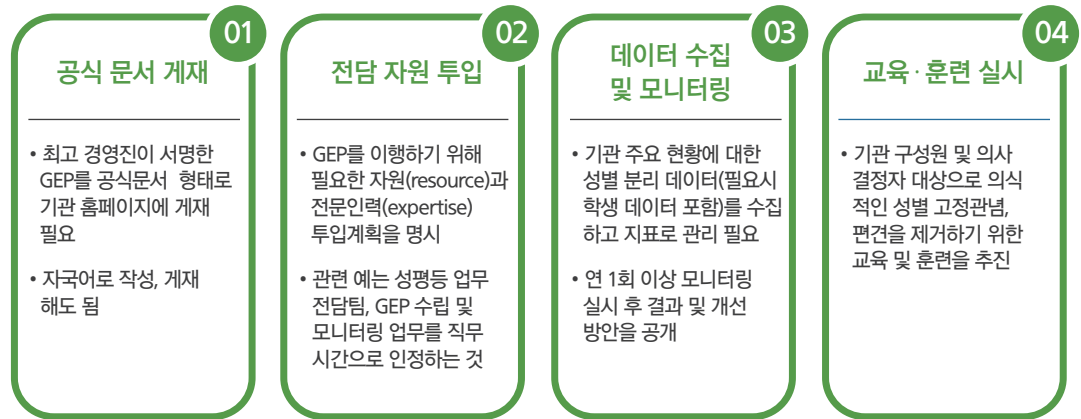 01
공식 문서 게재
• 최고 경영진이 서명한
GEP를 공식문서 형태로
기관 홈페이지에 게재
필요
• 자국어로 작성, 게재
해도 됨
02
전담 자원 투입
• GEP를 이행하기 위해
필요한 자원(resource)과
전문인력(expertise)
투입계획을 명시
• 관련 예는 성평등 업무
전담팀, GEP 수립 및
모니터링 업무를 직무
시간으로 인정하는 것
03
데이터 수집
및 모니터링
• 기관 주요 현황에 대한
성별 분리 데이터(필요시
학생 데이터 포함)를 수집
하고 지표로 관리 필요
• 연 1회 이상 모니터링
실시 후 결과 및 개선
방안을 공개
04
교육·훈련 실시
• 기관 구성원 및 의사
결정자 대상으로 의식
적인 성별 고정관념,
편견을 제거하기 위한
교육 및 훈련을 추진